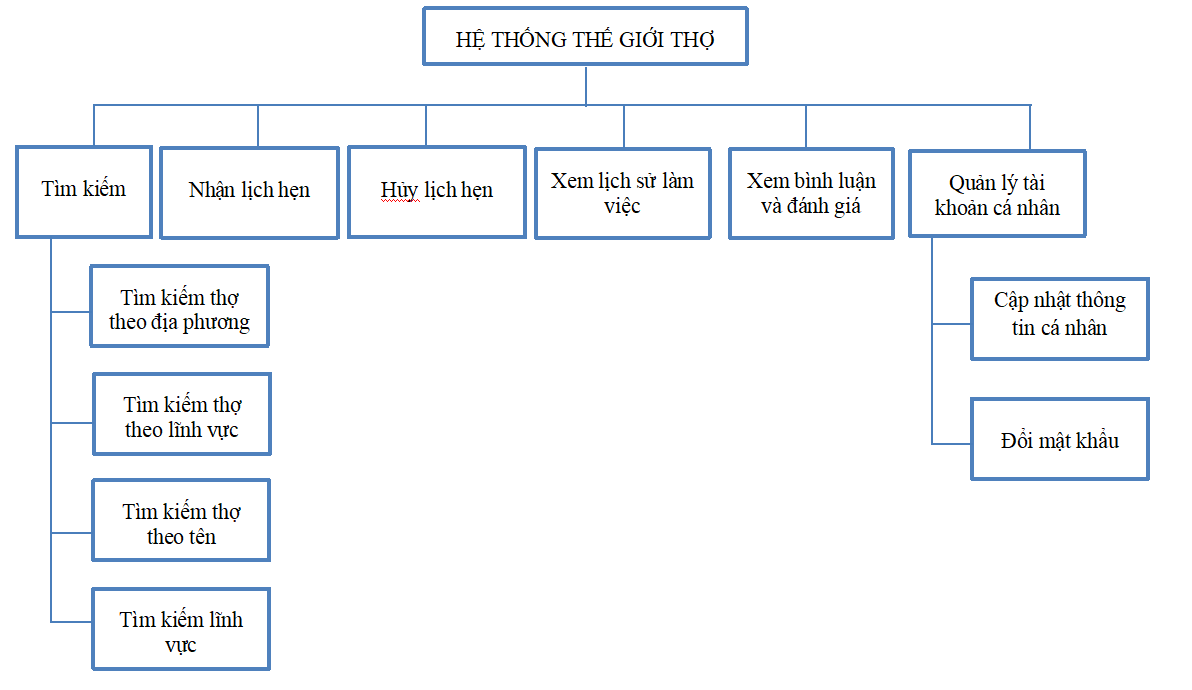 HỆ THỐNG THẾ GIỚI THỢ
Tìm kiếm
Nhận lịch hẹn
Hủy lịch hẹn
Xem lịch sử làm
việc
Xem bình luận
và đánh giá
Quản lý tài
khoản cá nhân
Tìm kiếm thợ
theo địa phương
Tìm kiếm thợ
theo lĩnh vực
Tìm kiếm thợ
theo tên
Tìm kiếm lĩnh
vực
Cập nhật thông
tin cá nhân
Đổi mật khẩu